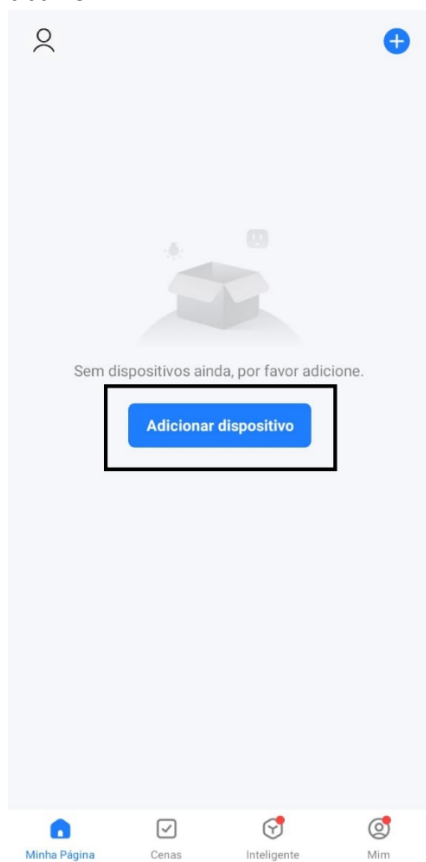 Sem dispositivos ainda, por favor adicione.
Adicionar dispositivo
Minha Página
Cenas
Inteligente
Mim